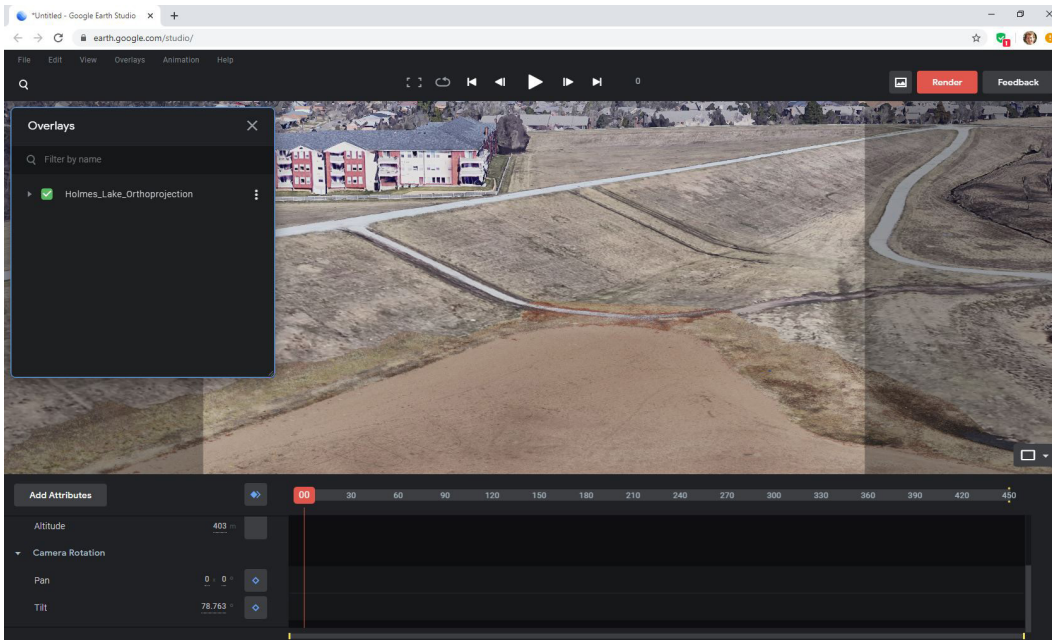 *Untitled - Google Earth Studio
earth.google.com/studio/
File Edit View Overlays Animation Help
0
Render
Feedback
Overlays
Filter by name
Holmes_Lake_Orthoprojection
Add Attributes
00 30 60 90 120 150 180 210 240 270 300 330 360 390 420 450
Altitude 403 m
Camera Rotation
Pan 0 x 0 °
Tilt 78.763 °